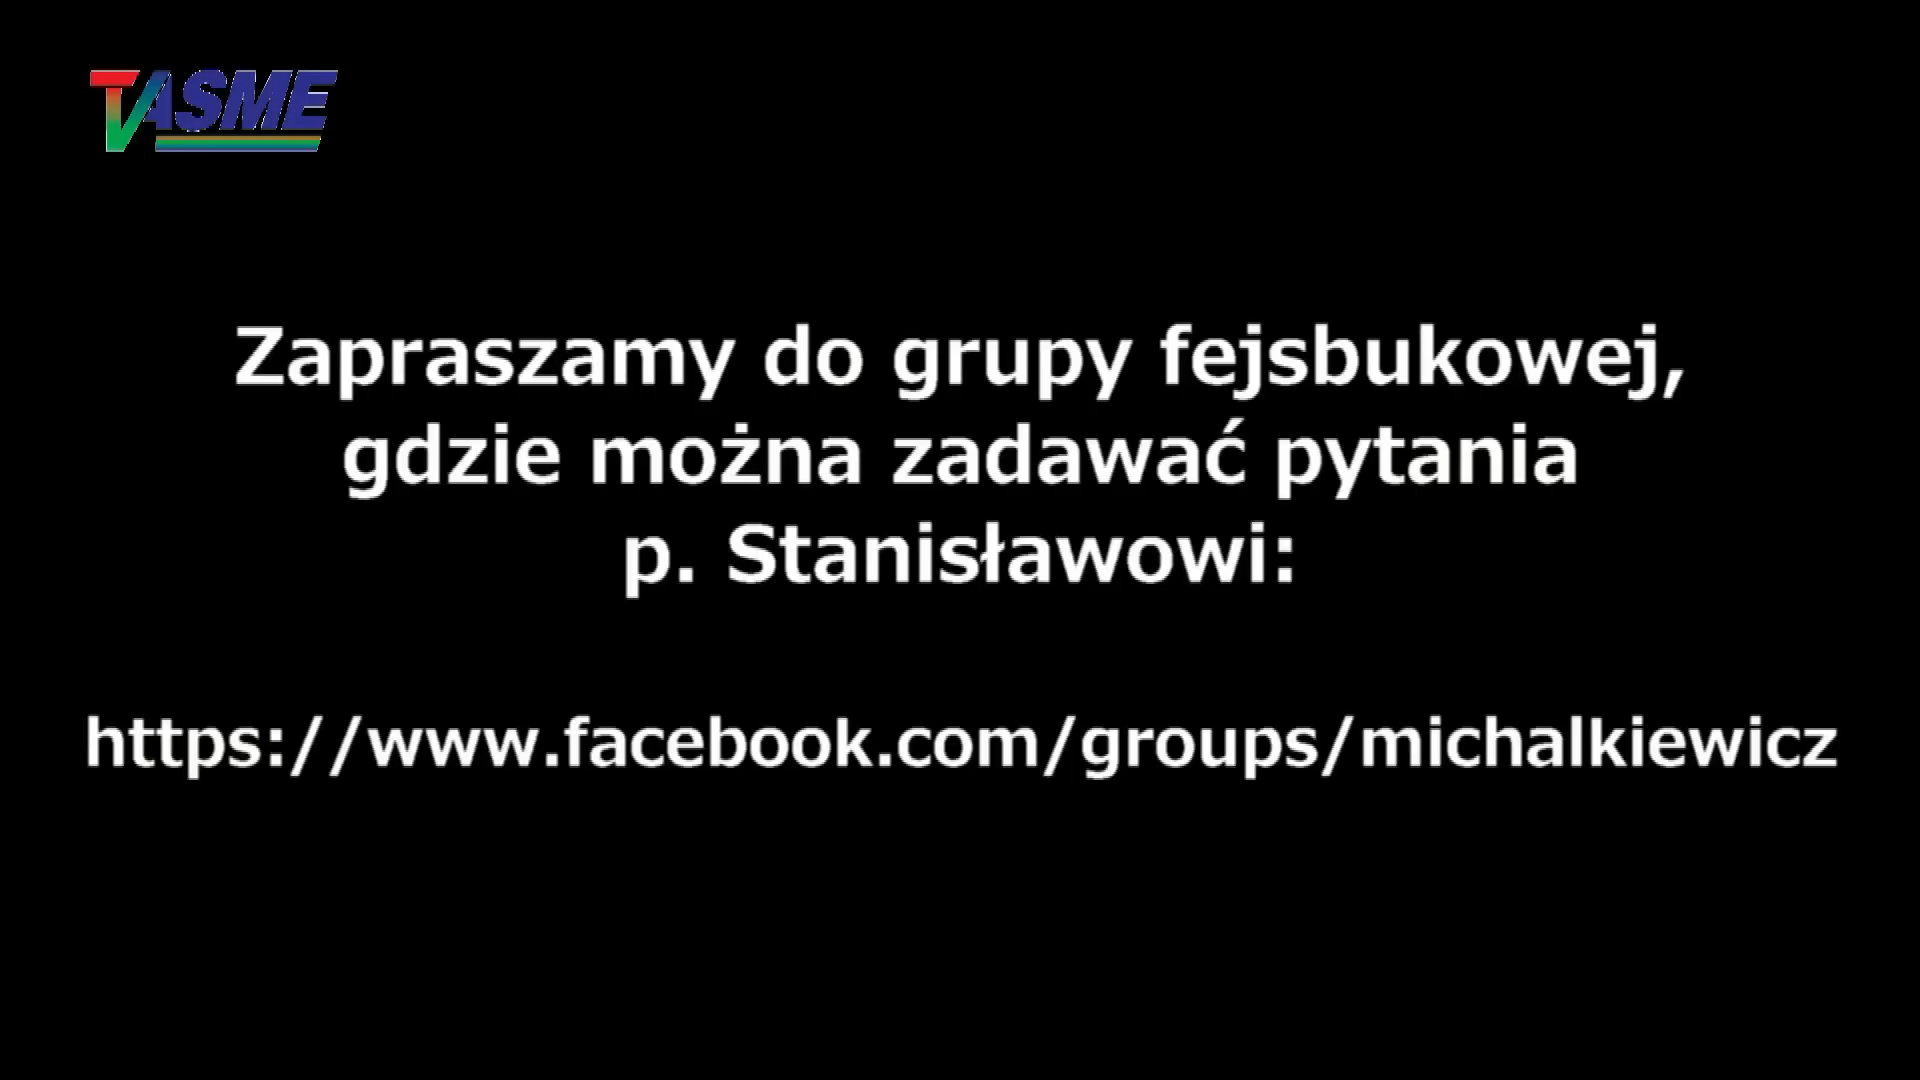 TVASME
Zapraszamy do grupy fejsbukowej,
gdzie można zadawać pytania
p. Stanisławowi:
https://www.facebook.com/groups/michalkiewicz